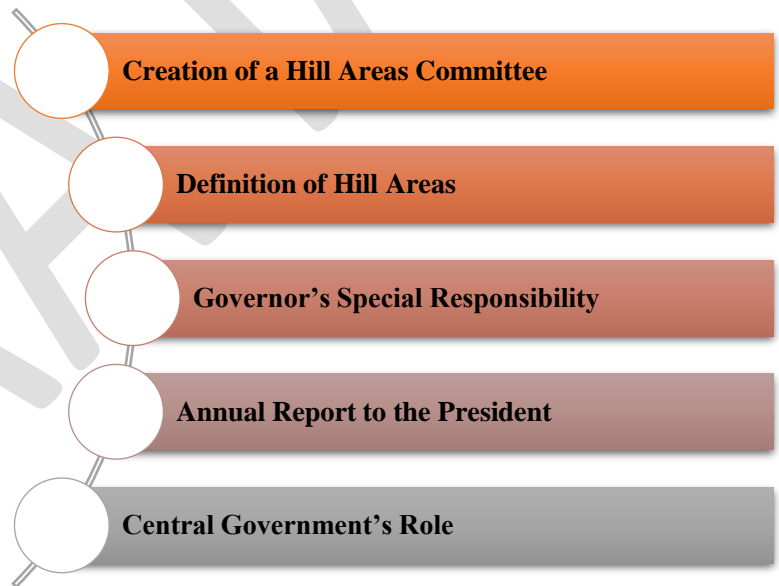 Creation of a Hill Areas Committee
Definition of Hill Areas
Governor’s Special Responsibility
Annual Report to the President
Central Government’s Role